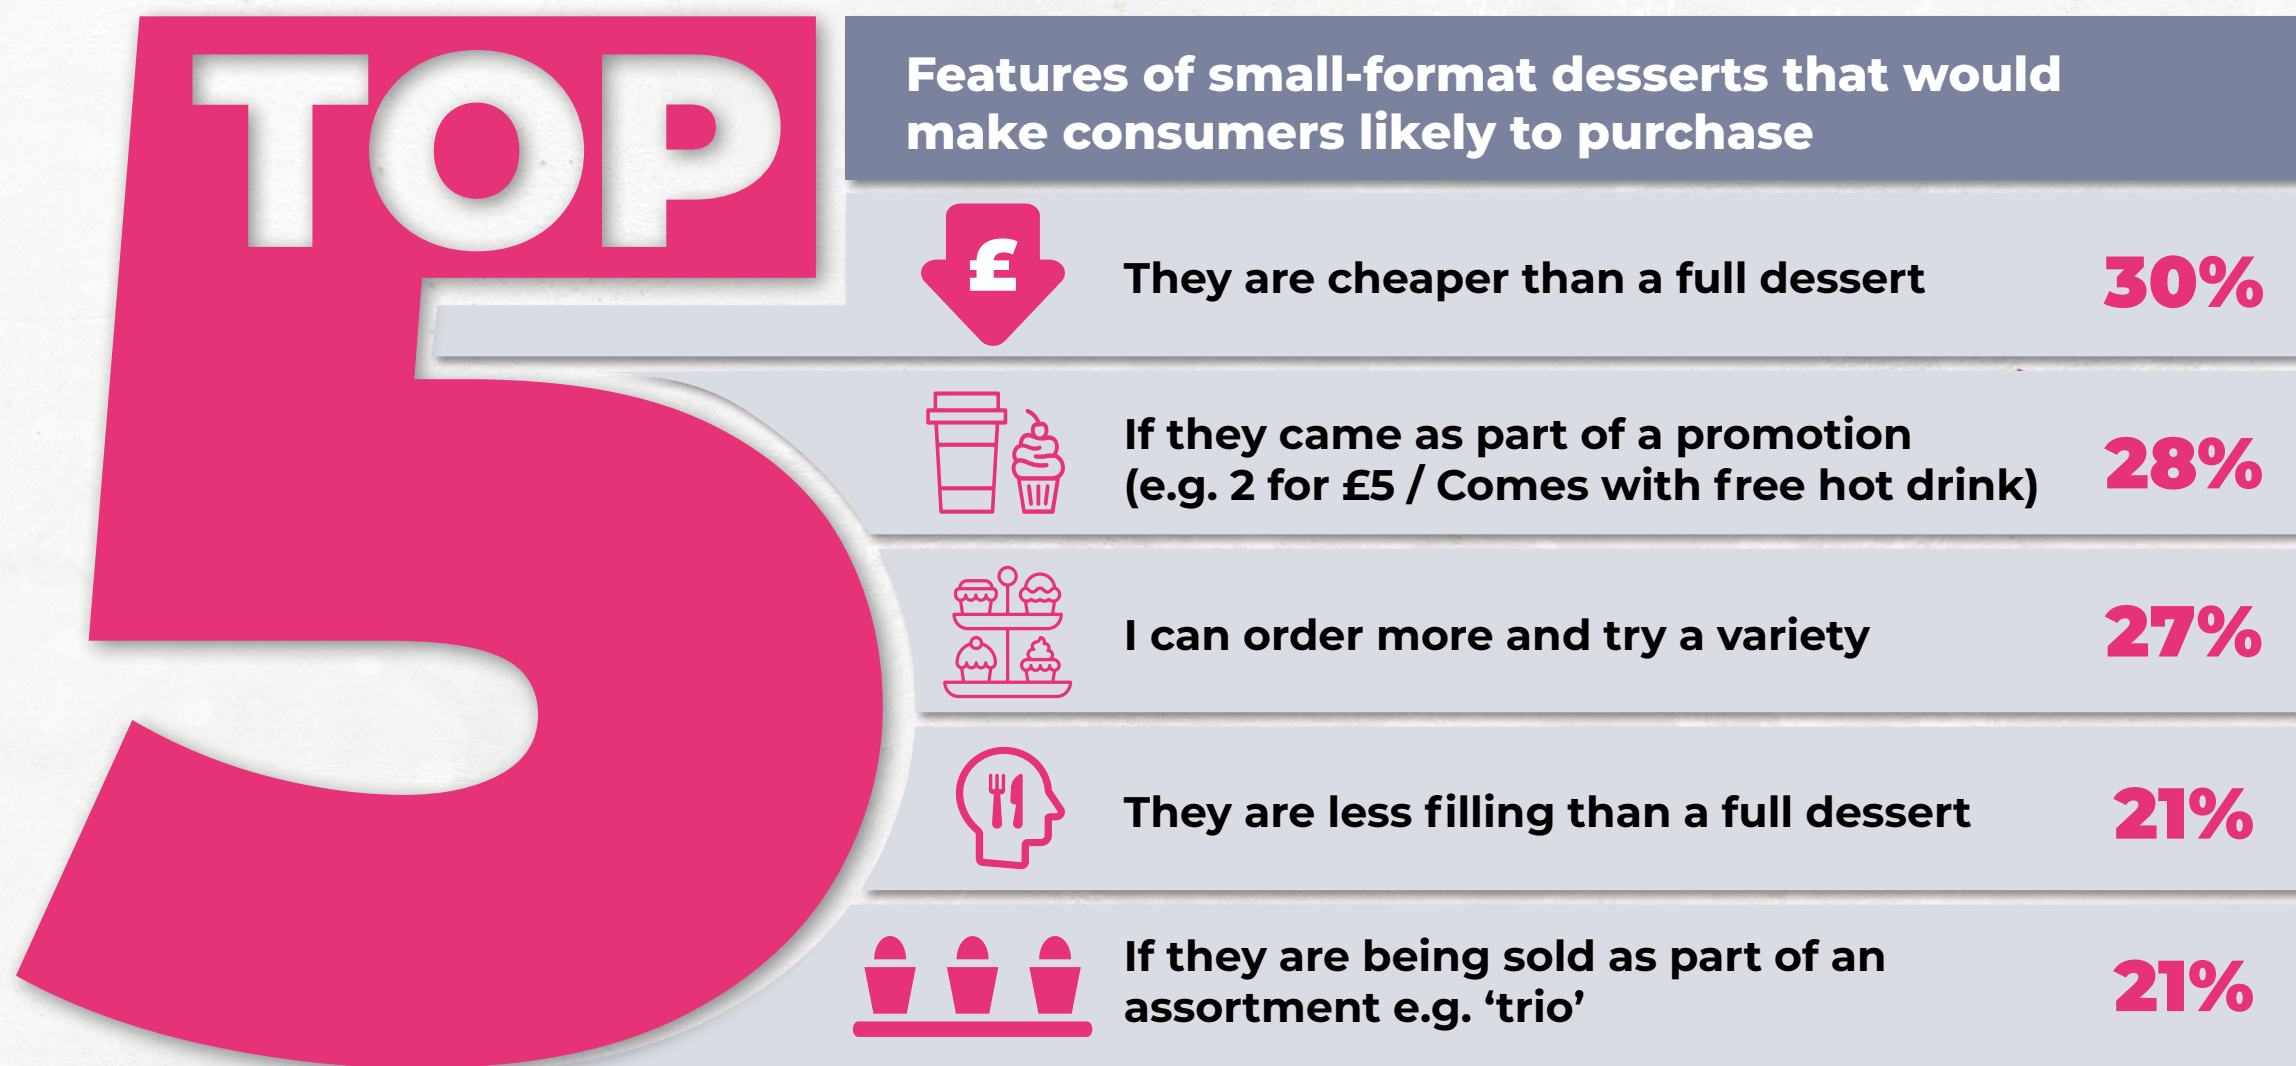 TOP
5
Features of small-format desserts that would
make consumers likely to purchase
£
They are cheaper than a full dessert
30%
If they came as part of a promotion
(e.g. 2 for £5 / Comes with free hot drink)
28%
I can order more and try a variety
27%
They are less filling than a full dessert
21%
If they are being sold as part of an
assortment e.g. ‘trio’
21%